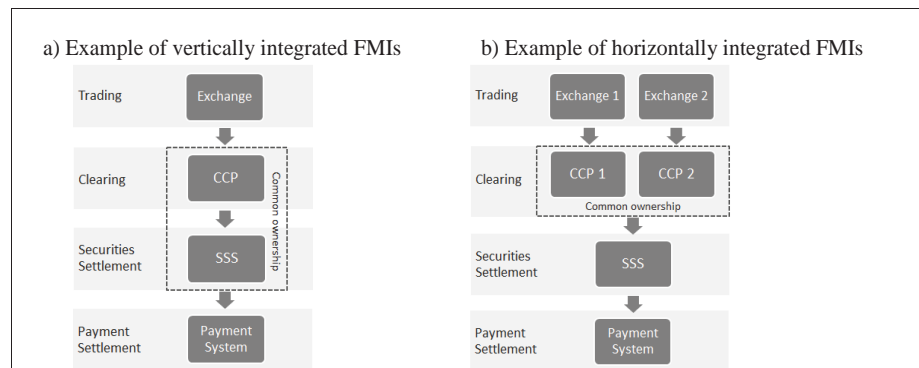 a) Example of vertically integrated FMIs
Trading
Exchange
Clearing
CCP
Common ownership
Securities
Settlement
SSS
Payment
Settlement
Payment
System
b) Example of horizontally integrated FMIs
Trading
Exchange 1
Exchange 2
Clearing
CCP 1
CCP 2
Common ownership
Securities
Settlement
SSS
Payment
Settlement
Payment
System